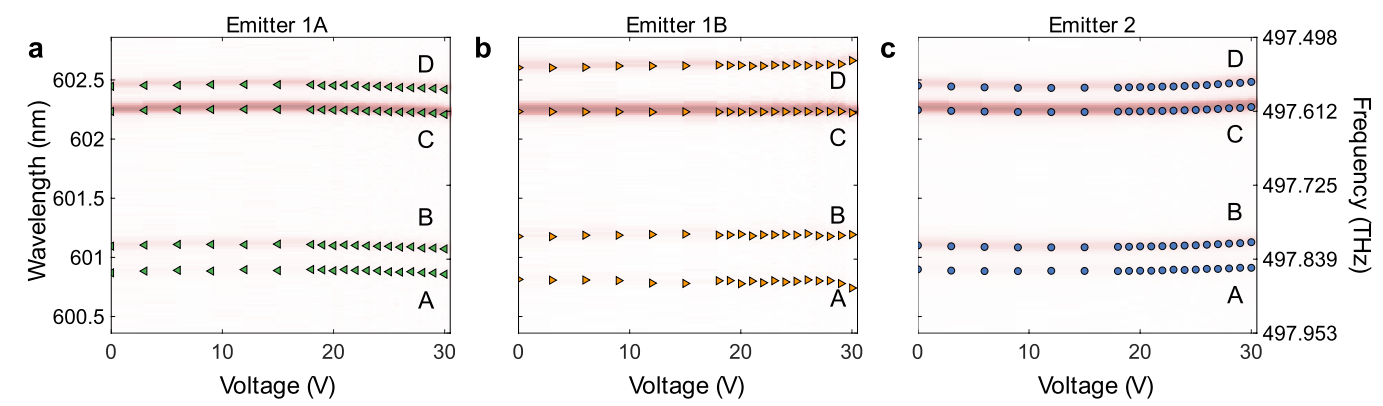 Emitter 1A
Emitter 1B
Emitter 2
a
b
c
497.498
602.5
497.612
602
497.725
601.5
601
497.839
600.5
497.953
Wavelength (nm)
Frequency (THz)
D
C
B
A
D
C
B
A
D
C
B
A
0
10
20
30
0
10
20
30
0
10
20
30
Voltage (V)
Voltage (V)
Voltage (V)